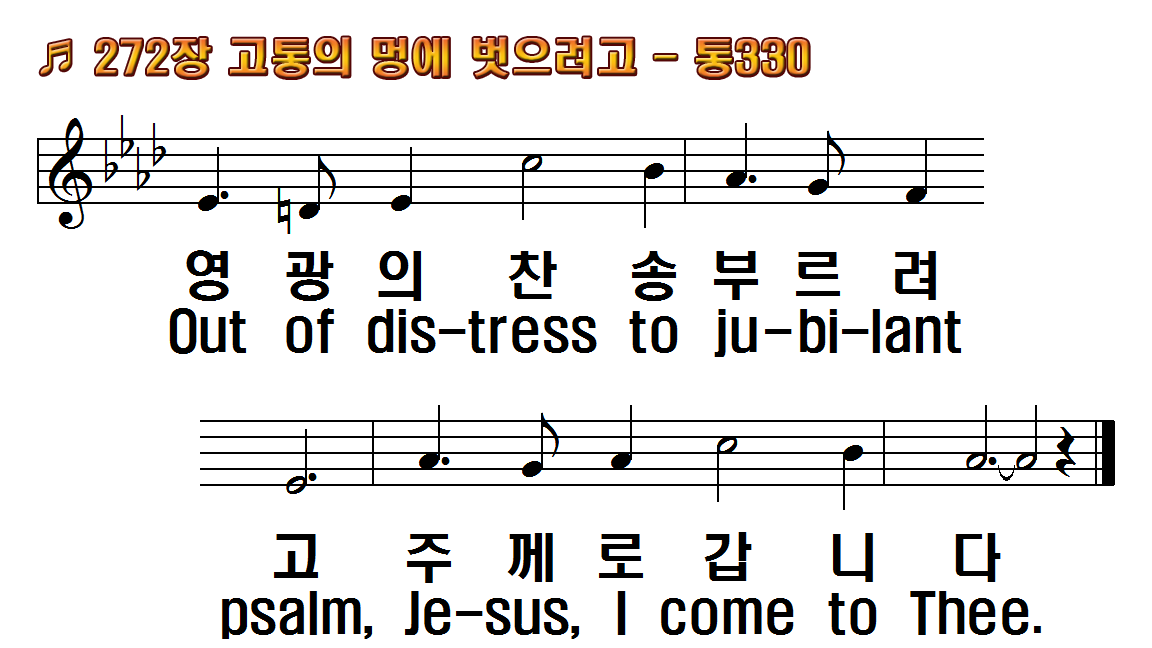 ♬ 272장 고통의 멍에 벗으려고 - 통330
영 광 의 찬 송 부 르 려
Out of dis-tress to ju-bi-lant
고 주 께 로 갑 니 다
psalm, Je-sus, I come to Thee.